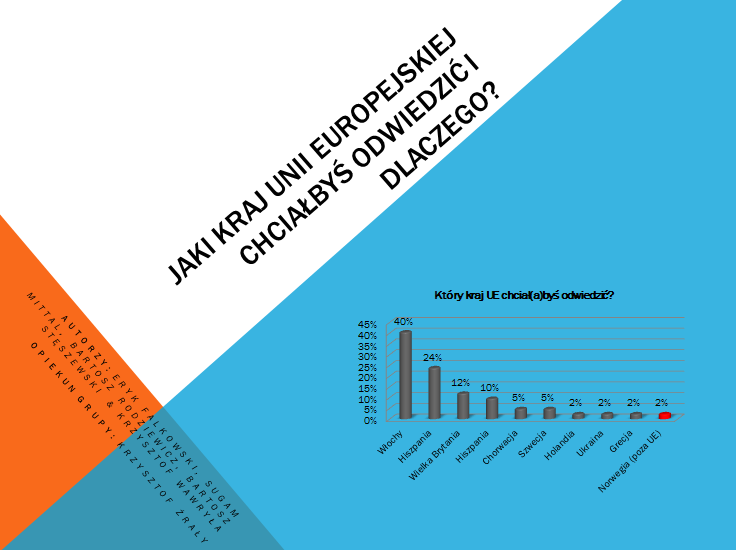 JAKI KRAJ UNII EUROPEJSKIEJ
CHCIAŁBYŚ ODWIEDZIĆ I
DLACZEGO?
AUTORZY: ERYK FALKOWSKI, SUGAM
MITTAL, BARTOSZ RODZIEWICZ, BARTOSZ
STESZEWSKI & KRZYSZTOF WAWRYŁA
OPIEKUN GRUPY: KRZYSZTOF ŻRAŁY
Który kraj UE chciał(a)byś odwiedzić?
45%
40%
35%
30%
25%
20%
15%
10%
5%
0%
40%
24%
12%
10%
5%
5%
2%
2%
2%
2%
Włochy
Hiszpania
Wielka Brytania
Hiszpania
Chorwacja
Szwecja
Holandia
Ukraina
Grecja
Norwegia (poza UE)